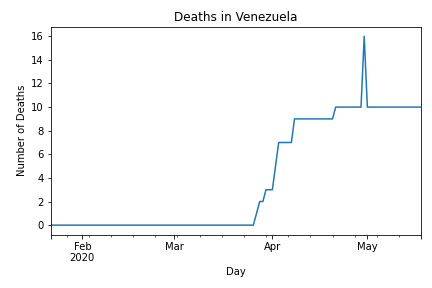 Deaths in Venezuela
Number of Deaths
16
14
12
10
8
6
4
2
0
Feb
2020
Mar
Apr
May
Day